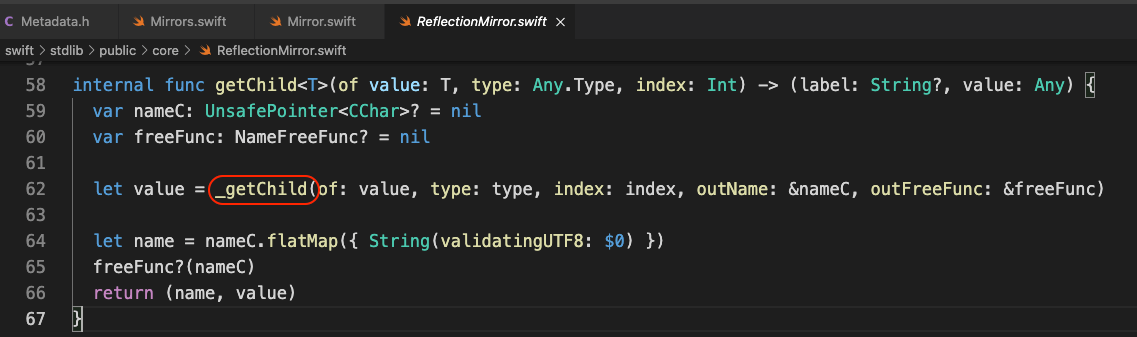 C Metadata.h Mirrors.swift Mirror.swift ReflectionMirror.swift ×
swift > stdlib > public > core > ReflectionMirror.swift
58 internal func getChild<T>(of value: T, type: Any.Type, index: Int) -> (label: String?, value: Any) {
59 var nameC: UnsafePointer<CChar>? = nil
60 var freeFunc: NameFreeFunc? = nil
61
62 let value = _getChild(of: value, type: type, index: index, outName: &nameC, outFreeFunc: &freeFunc)
63
64 let name = nameC.flatMap({ String(validatingUTF8: $0) })
65 freeFunc?(nameC)
66 return (name, value)
67 }